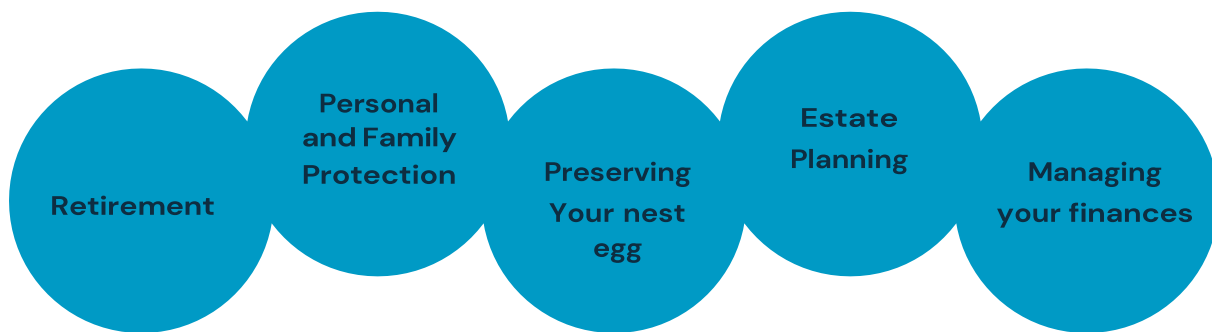 Retirement
Personal
and Family
Protection
Preserving
Your nest
egg
Estate
Planning
Managing
your finances